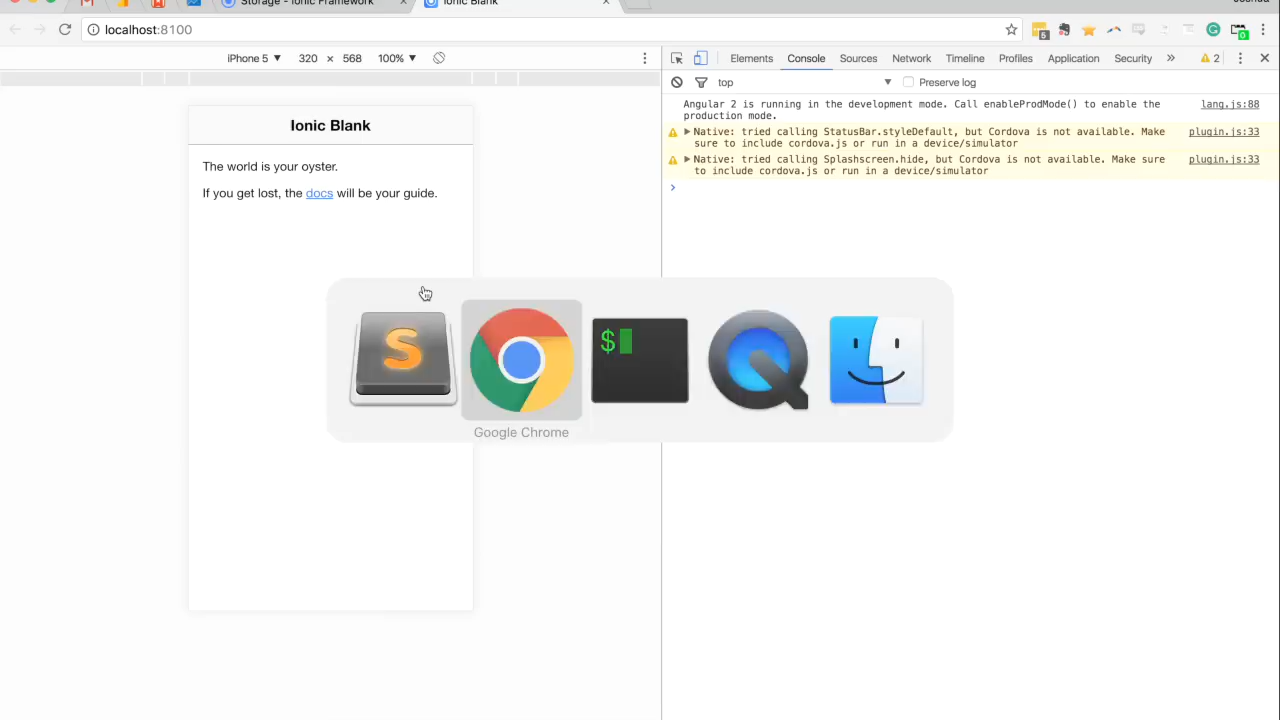 Storage - Ionic Framework
Ionic Blank
Joshua
localhost:8100
5
0
iPhone 5 ▼ 320 × 568 100% ▼
Elements Console Sources Network Timeline Profiles Application Security » 2
top ▼ Preserve log
Angular 2 is running in the development mode. Call enableProdMode() to enable the lang.js:88
production mode.
Native: tried calling StatusBar.styleDefault, but Cordova is not available. Make plugin.js:33
sure to include cordova.js or run in a device/simulator
Native: tried calling Splashscreen.hide, but Cordova is not available. Make sure plugin.js:33
to include cordova.js or run in a device/simulator
>
Ionic Blank
The world is your oyster.
If you get lost, the docs will be your guide.
S
$
Google Chrome